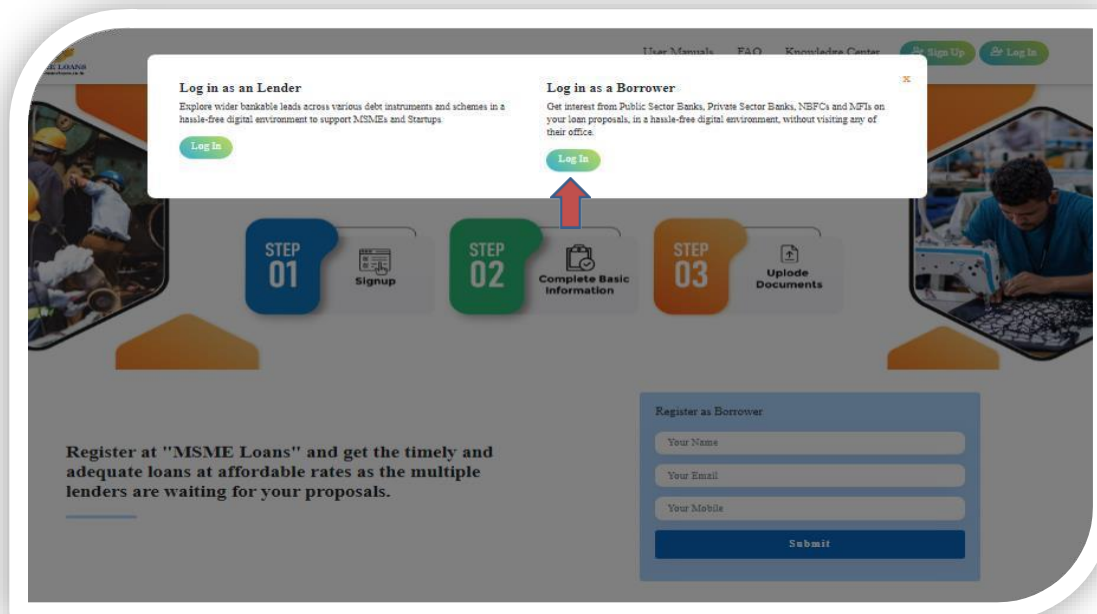 LOANS
User Manuals FAQ Knowledge Center Sign Up Log In
Log in as an Lender
Explore wider bankable leads across various debt instruments and schemes in a
hassle-free digital environment to support MSMEs and Startups
Log In
Log in as a Borrower
x
Get interest from Public Sector Banks, Private Sector Banks, NBFCs and MFIs on
your loan proposals, in a hassle-free digital environment, without visiting any of
their office.
Log In
STEP
01
Signup
STEP
02
Complete Basic
Information
STEP
03
Uplode
Documents
Register at "MSME Loans" and get the timely and
adequate loans at affordable rates as the multiple
lenders are waiting for your proposals.
Register as Borrower
Your Name
Your Email
Your Mobile
Submit